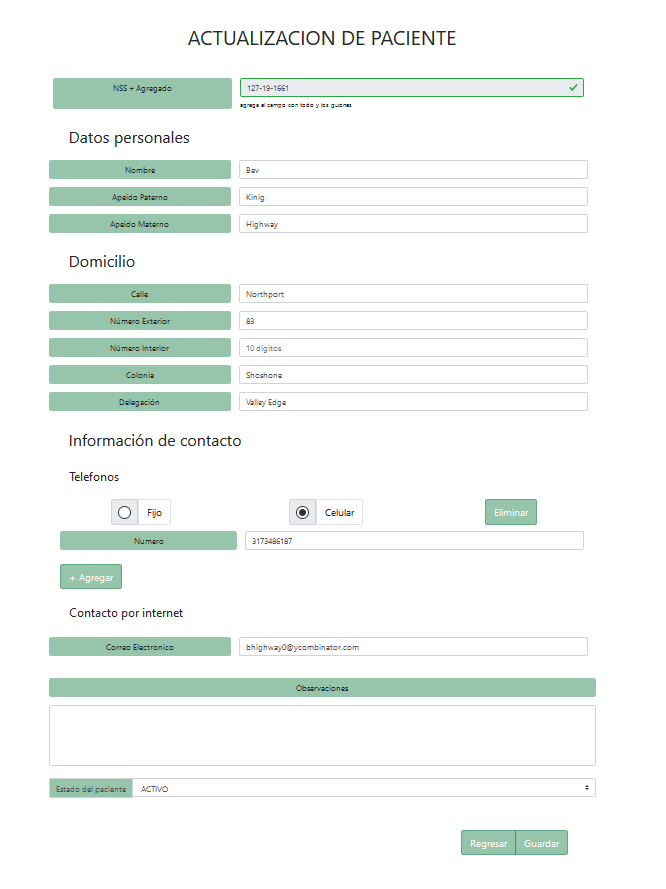 ACTUALIZACION DE PACIENTE
NSS + Agregado
127-19-1661
agrega el campo con todo y los guiones
Datos personales
Nombre
Bev
Apeido Paterno
Kinig
Apeido Materno
Highway
Domicilio
Calle
Northport
Número Exterior
83
Número Interior
10 dígitos
Colonia
Shoshone
Delegación
Valley Edge
Información de contacto
Telefonos
Fijo
Celular
Eliminar
Numero
3173486187
+ Agregar
Contacto por internet
Correo Electronico
bhighway0@ycombinator.com
Observaciones
Estado del paciente
ACTIVO
Regresar
Guardar